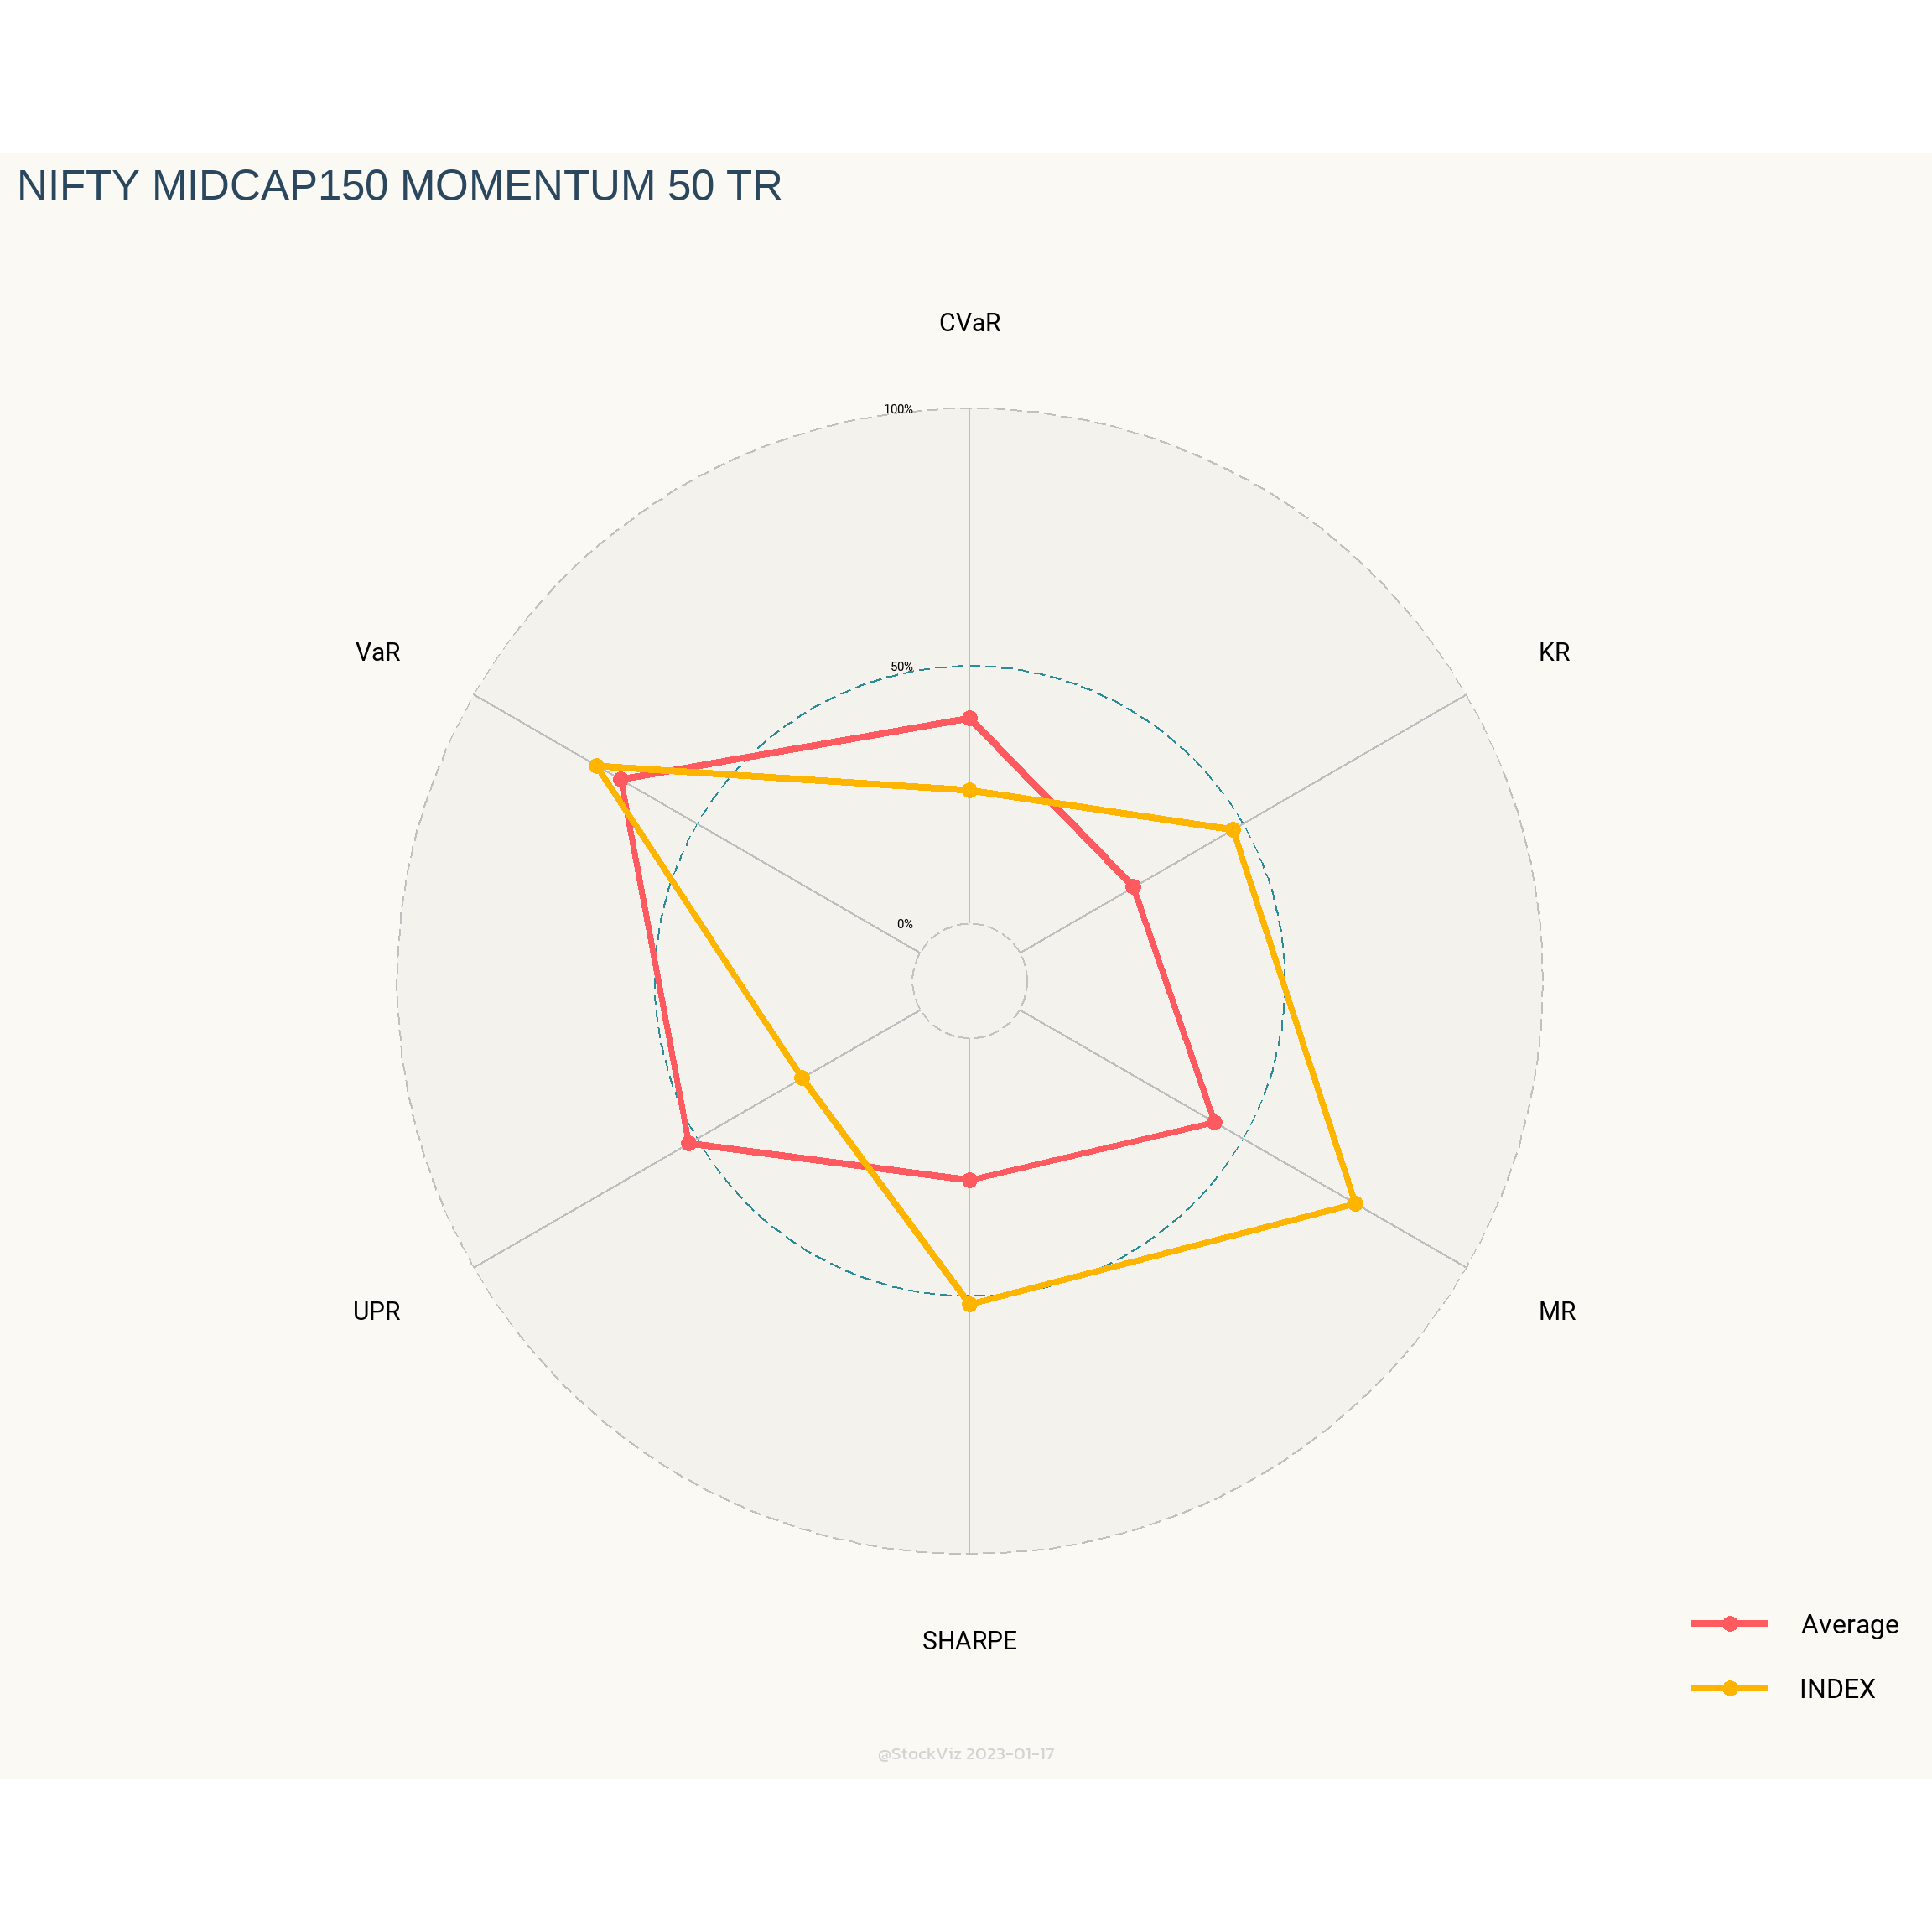 NIFTY MIDCAP150 MOMENTUM 50 TR
CVaR
100%
VaR
KR
50%
0%
UPR
MR
SHARPE
Average
INDEX
@StockViz 2023-01-17